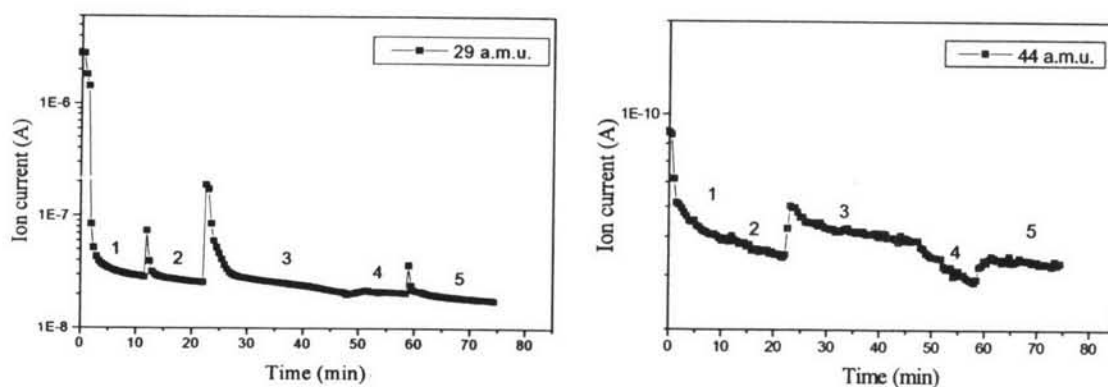 29 a.m.u.
1E-6
1E-7
1E-8
Ion current (A)
1
2
3
4
5
0 10 20 30 40 50 60 70 80
Time (min)
44 a.m.u.
1E-10
Ion current (A)
1
2
3
4
5
0 10 20 30 40 50 60 70 80
Time (min)